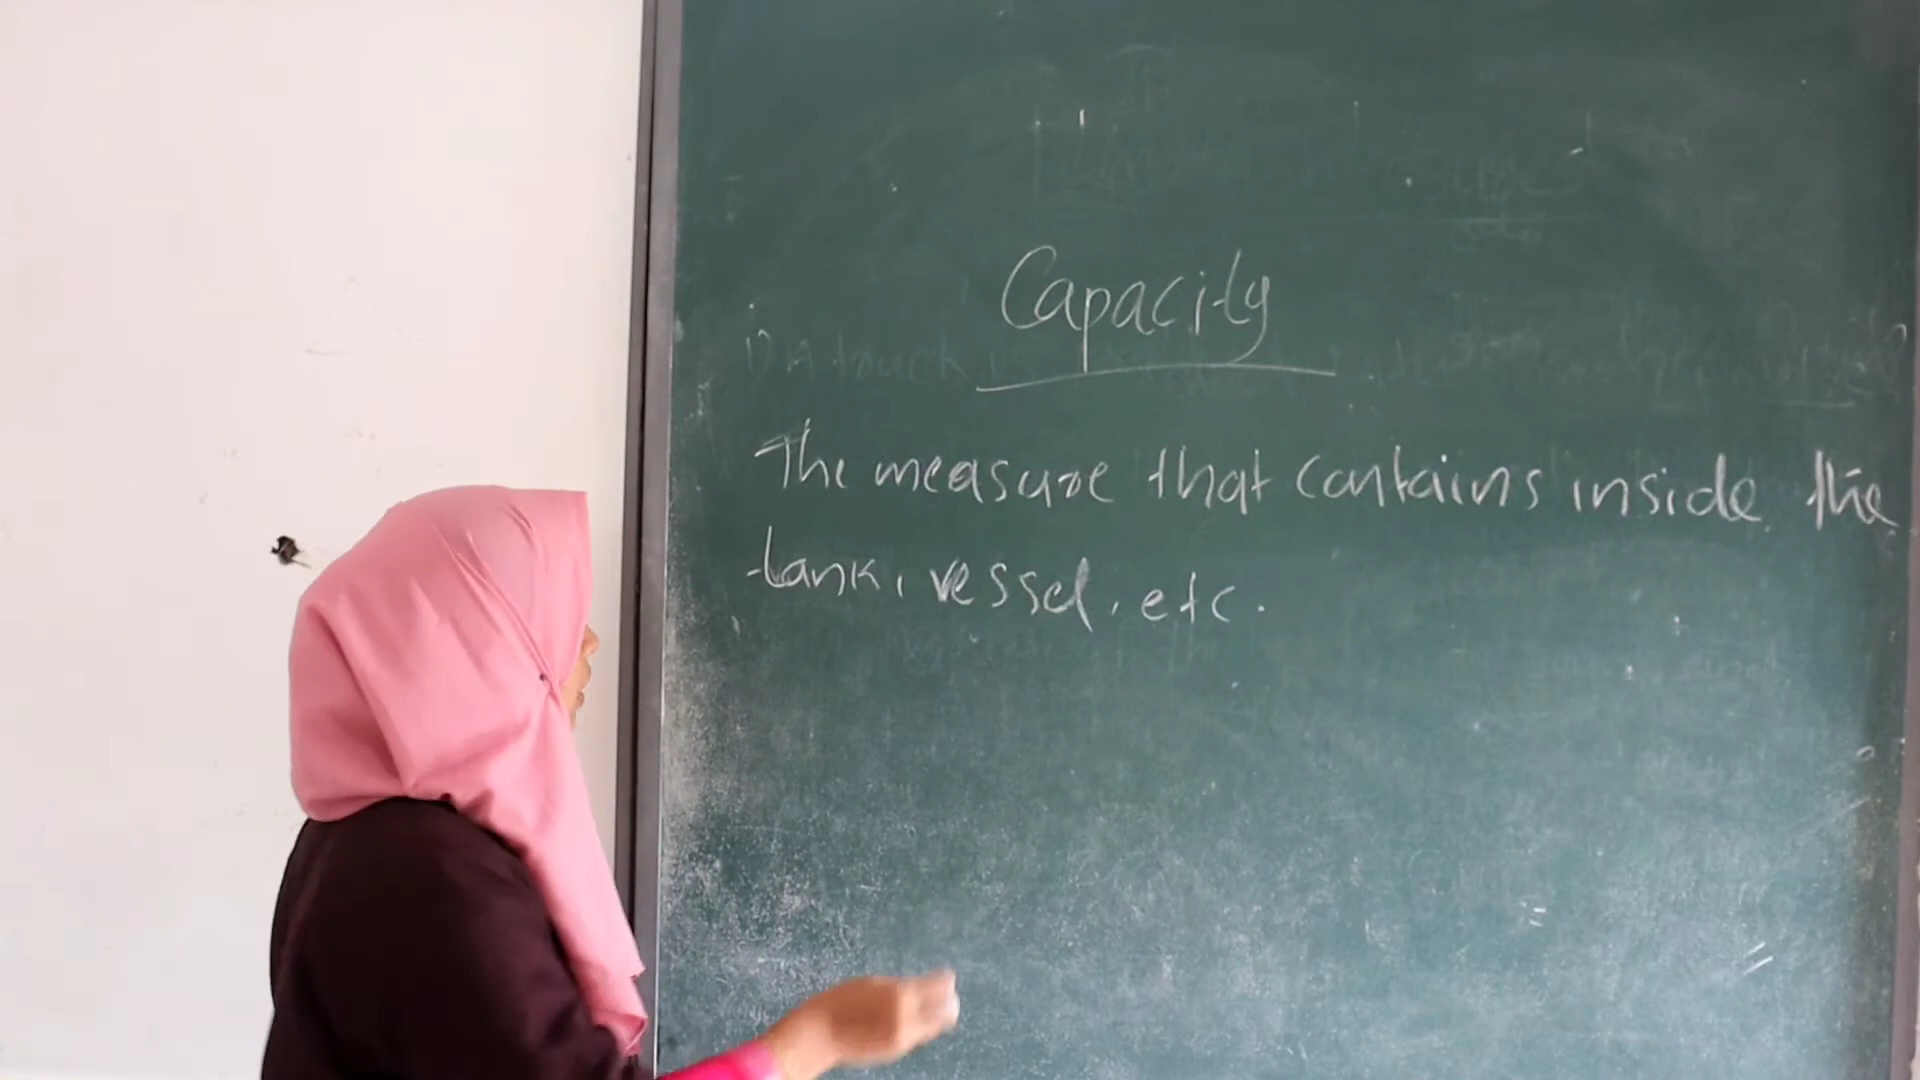 Capacity
The measure that contains inside the
tank, vessel, etc.